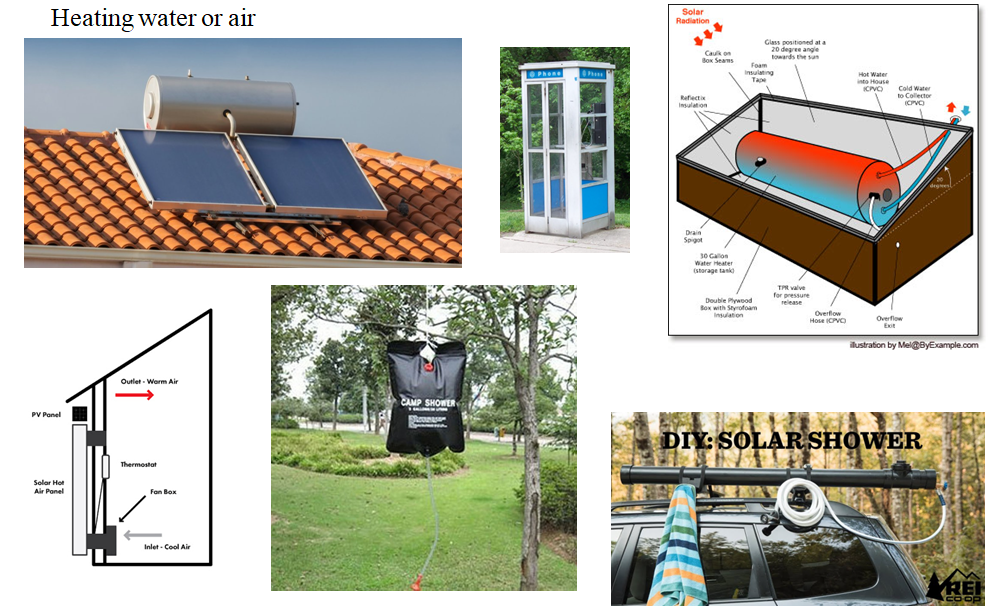 Heating water or air
Phone
Phone
Solar
Radiation
Caulk on
Box Seams
Glass positioned at a
20 degree angle
towards the sun
Foam
Insulating
Tape
Hot Water
into House
(CPVC)
Cold Water
to Collector
(CPVC)
Reflectix
Insulation
20
degrees
Drain
Spigot
30 Gallon
Water Heater
(storage tank)
TPR valve
for pressure
release
Double Plywood
Box with Styrofoam
Insulation
Overflow
Hose (CPVC)
Overflow
Exit
illustration by Mel@ByExample.com
Outlet - Warm Air
PV Panel
Thermostat
Solar Hot
Air Panel
Fan Box
Inlet - Cool Air
CAMP SHOWER
DIY: SOLAR SHOWER
REI
CO·OP